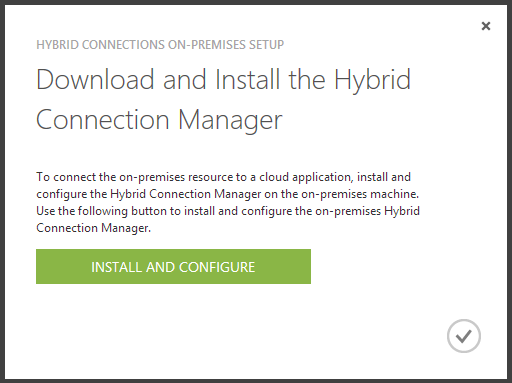 HYBRID CONNECTIONS ON-PREMISES SETUP
Download and Install the Hybrid
Connection Manager
To connect the on-premises resource to a cloud application, install and
configure the Hybrid Connection Manager on the on-premises machine.
Use the following button to install and configure the on-premises Hybrid
Connection Manager.
INSTALL AND CONFIGURE